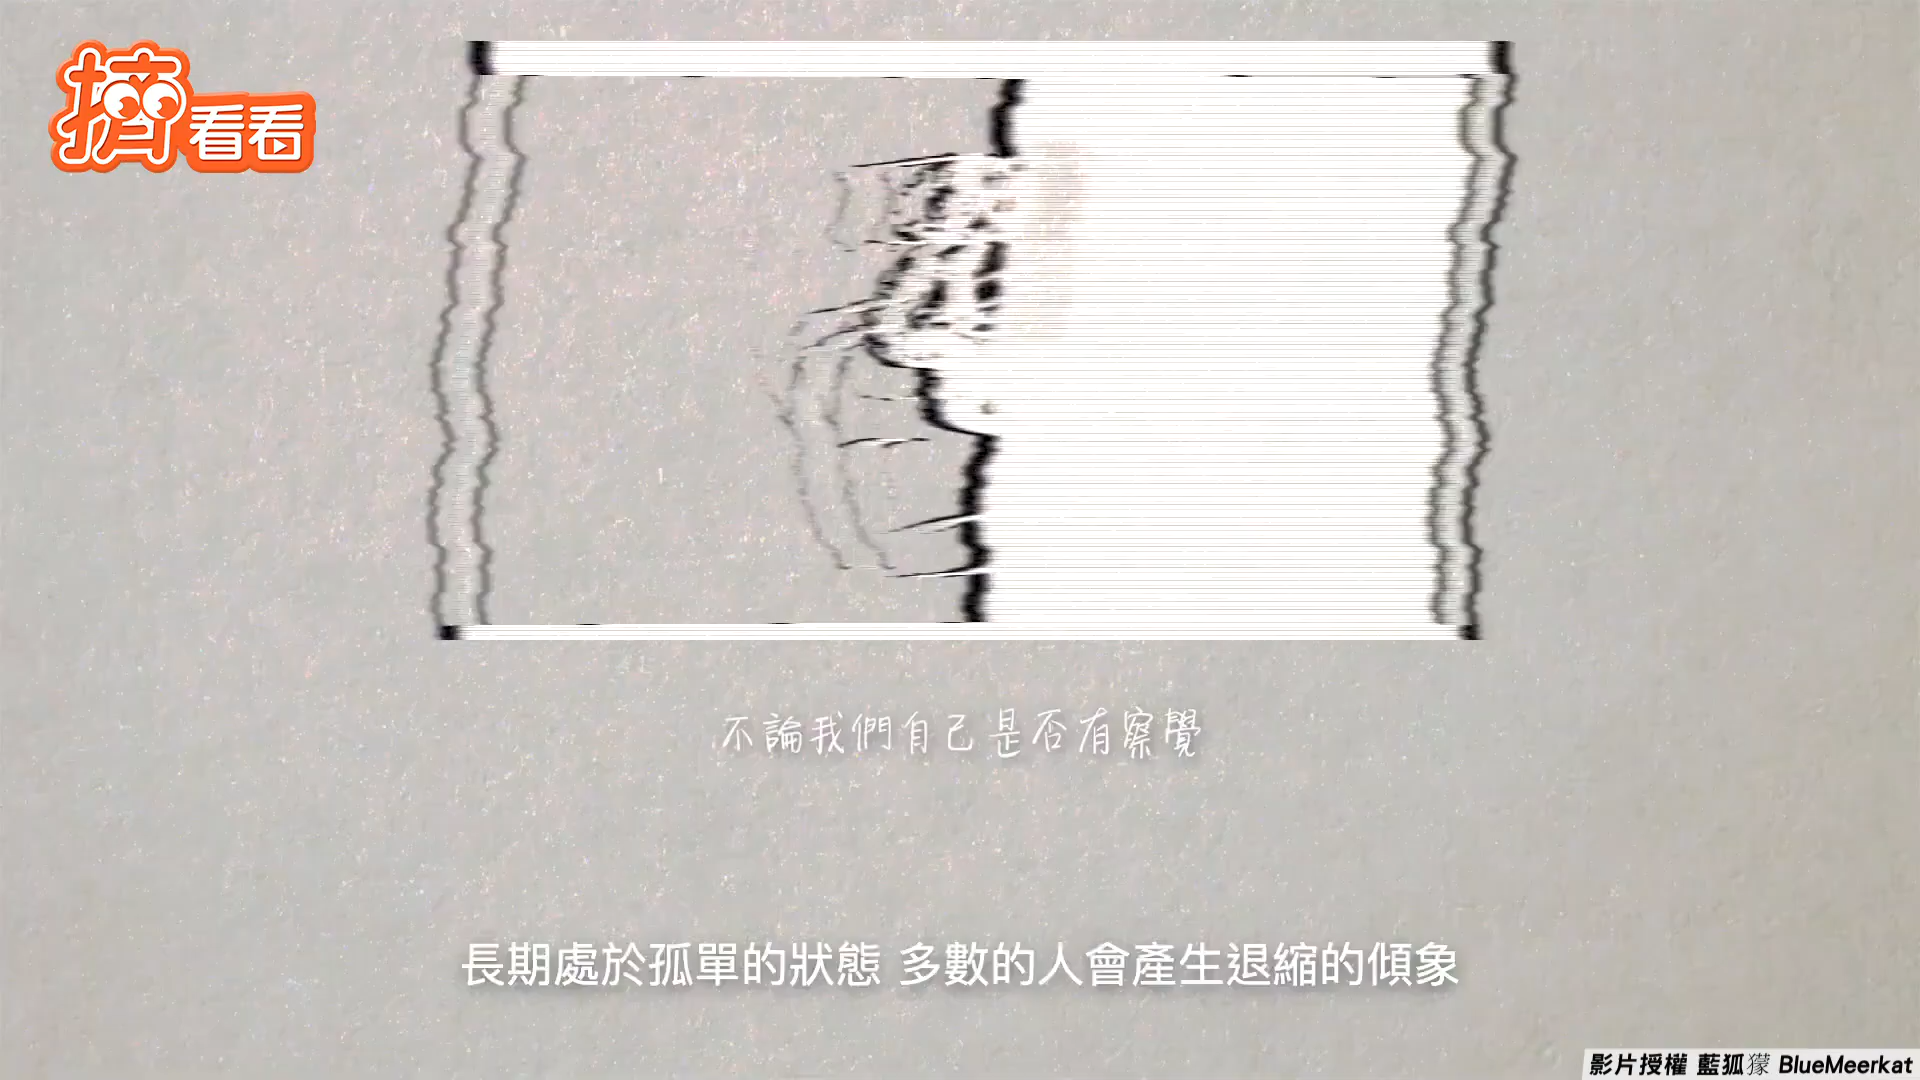 擠看看
不論我們自己是否有察覺
長期處於孤單的狀態 多數的人會產生退縮的傾象
影片授權 藍狐獴 BlueMeerkat